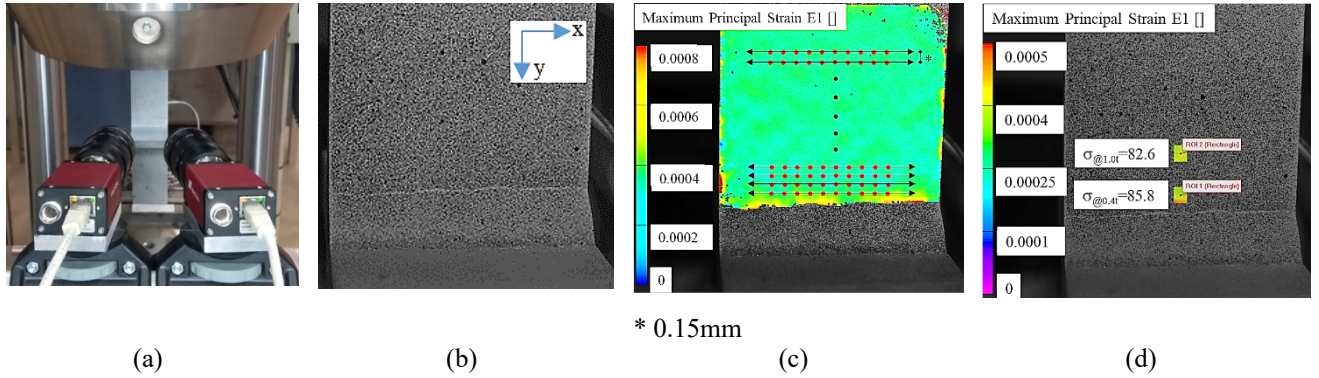 x
y
Maximum Principal Strain E1 []
0.0008
0.0006
0.0004
0.0002
0
*
Maximum Principal Strain E1 []
0.0005
0.0004
0.00025
0.0001
0
σ@1.0t=82.6
ROI 2 (Rectangle)
σ@0.4t=85.8
ROI 1 (Rectangle)
* 0.15mm
(a)
(b)
(c)
(d)